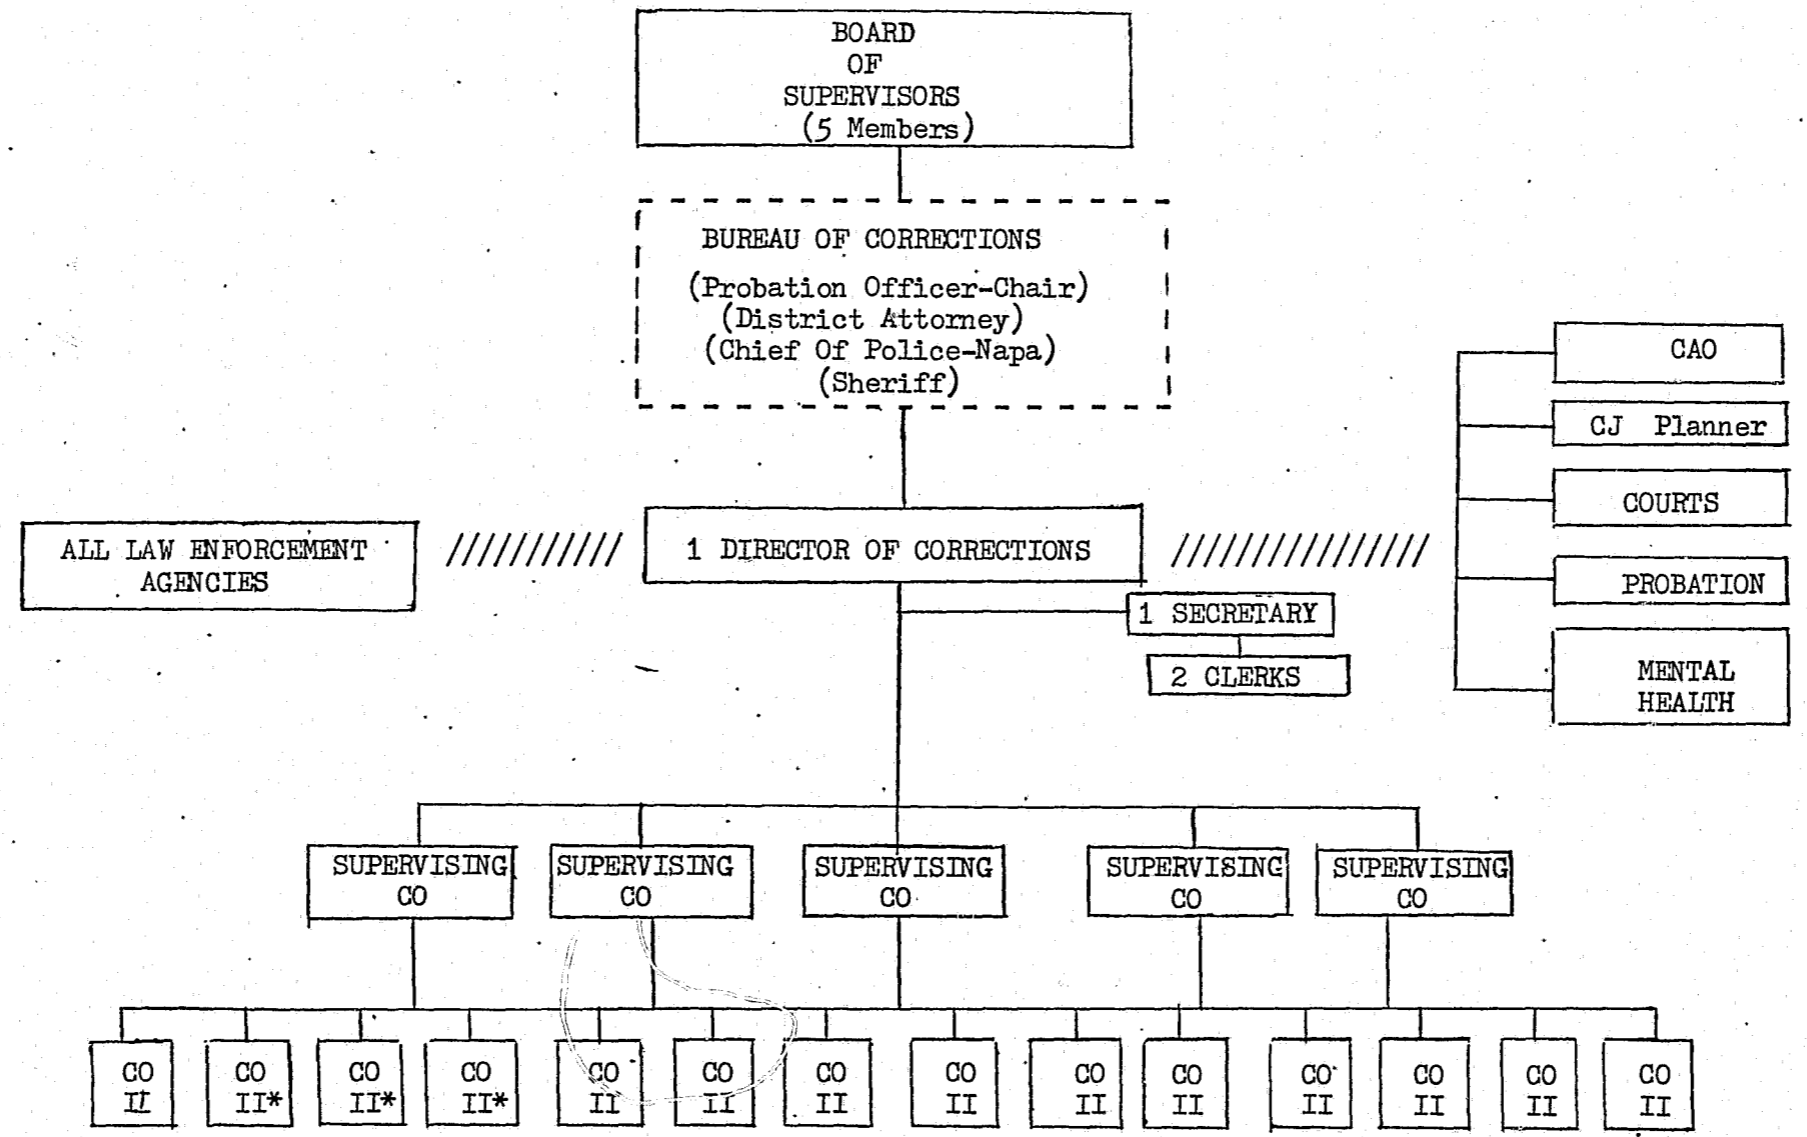 BOARD
OF
SUPERVISORS
(5 Members)
BUREAU OF CORRECTIONS
(Probation Officer-Chair)
(District Attorney)
(Chief Of Police-Napa)
(Sheriff)
CAO
CJ Planner
COURTS
PROBATION
MENTAL
HEALTH
ALL LAW ENFORCEMENT
AGENCIES
///////////
1 DIRECTOR OF CORRECTIONS
////////////////
1 SECRETARY
2 CLERKS
SUPERVISING
CO
SUPERVISING
CO
SUPERVISING
CO
SUPERVISING
CO
SUPERVISING
CO
CO
II
CO
II*
CO
II*
CO
II*
CO
II
CO
II
CO
II
CO
II
CO
II
CO
II
CO
II
CO
II
CO
II
CO
II